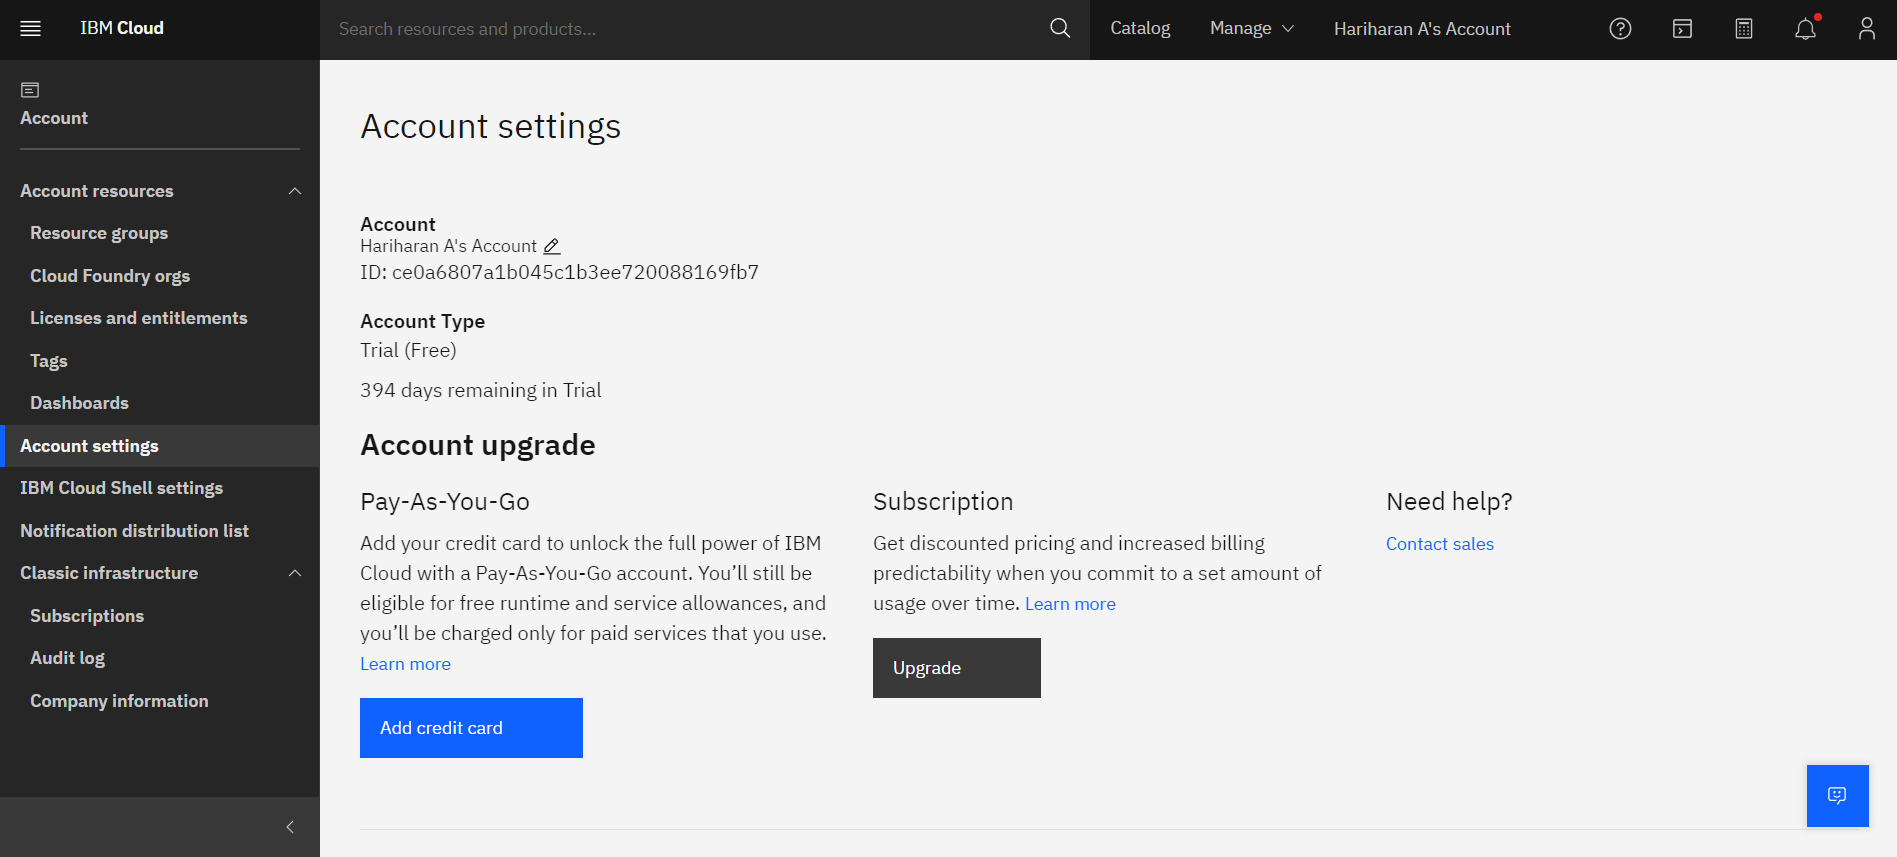 IBM Cloud
Search resources and products...
Catalog
Manage
Hariharan A's Account
Account
Account resources
Resource groups
Cloud Foundry orgs
Licenses and entitlements
Tags
Dashboards
Account settings
IBM Cloud Shell settings
Notification distribution list
Classic infrastructure
Subscriptions
Audit log
Company information
Account settings
Account
Hariharan A's Account
ID: ce0a6807a1b045c1b3ee720088169fb7
Account Type
Trial (Free)
394 days remaining in Trial
Account upgrade
Pay-As-You-Go
Add your credit card to unlock the full power of IBM
Cloud with a Pay-As-You-Go account. You’ll still be
eligible for free runtime and service allowances, and
you’ll be charged only for paid services that you use.
Learn more
Add credit card
Subscription
Get discounted pricing and increased billing
predictability when you commit to a set amount of
usage over time. Learn more
Upgrade
Need help?
Contact sales